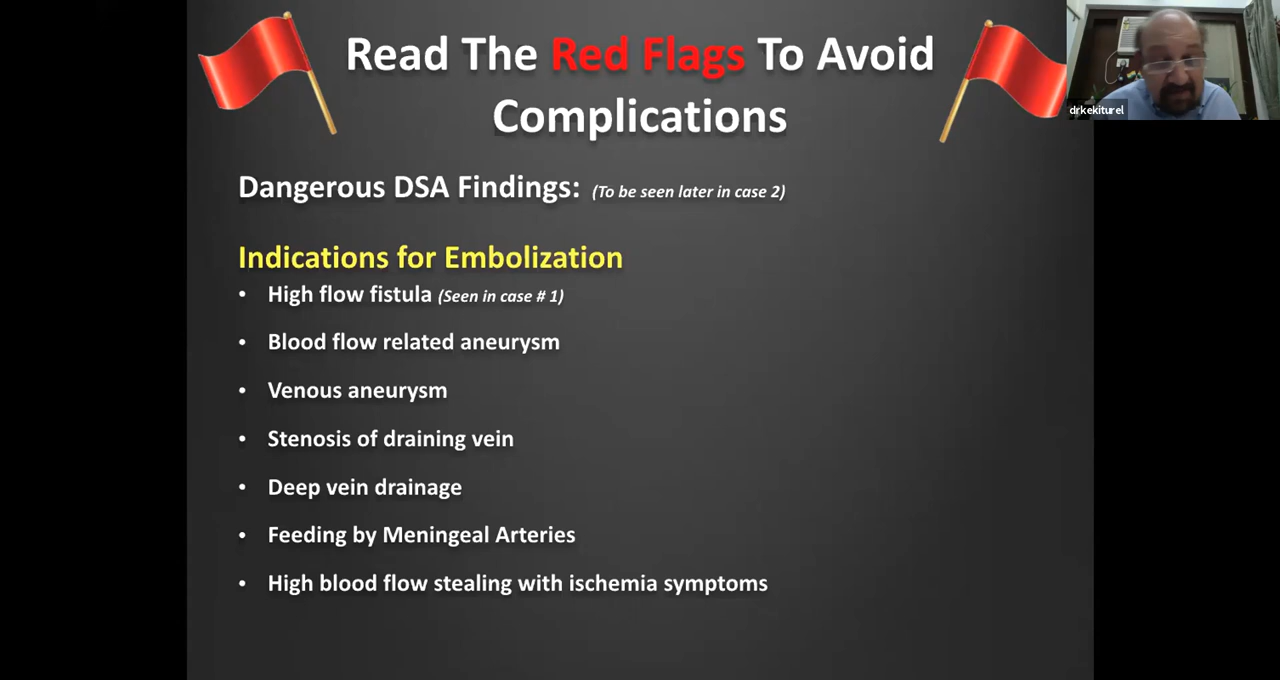 Read The Red Flags To Avoid
Complications
drkekiturel
Dangerous DSA Findings: (To be seen later in case 2)
Indications for Embolization
• High flow fistula (Seen in case # 1)
• Blood flow related aneurysm
• Venous aneurysm
• Stenosis of draining vein
• Deep vein drainage
• Feeding by Meningeal Arteries
• High blood flow stealing with ischemia symptoms